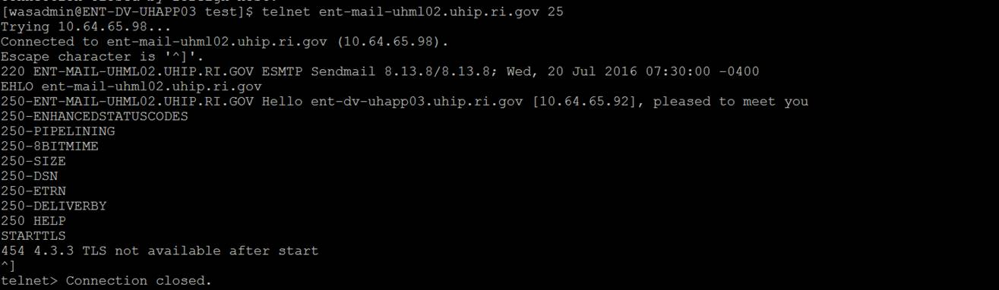 [wasadmin@ENT-DV-UHAPP03 test]$ telnet ent-mail-uhml02.uhip.ri.gov 25
Trying 10.64.65.98...
Connected to ent-mail-uhml02.uhip.ri.gov (10.64.65.98).
Escape character is '^]'.
220 ENT-MAIL-UHML02.UHIP.RI.GOV ESMTP Sendmail 8.13.8/8.13.8; Wed, 20 Jul 2016 07:30:00 -0400
EHLO ent-mail-uhml02.uhip.ri.gov
250-ENT-MAIL-UHML02.UHIP.RI.GOV Hello ent-dv-uhapp03.uhip.ri.gov [10.64.65.92], pleased to meet you
250-ENHANCEDSTATUSCODES
250-PIPELINING
250-8BITMIME
250-SIZE
250-DSN
250-ETRN
250-DELIVERBY
250 HELP
STARTTLS
454 4.3.3 TLS not available after start
^]
telnet> Connection closed.